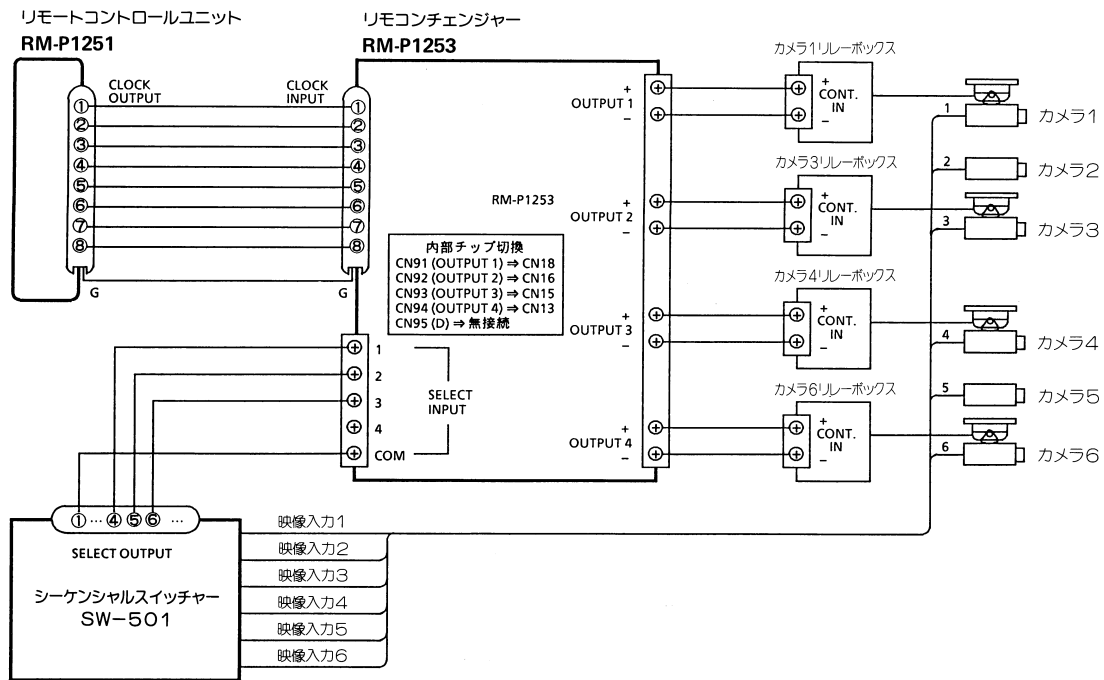 リモートコントロールユニット
RM-P1251
リモコンチェンジャー
RM-P1253
CLOCK
OUTPUT
CLOCK
INPUT
① ①
② ②
③ ③
④ ④
⑤ ⑤
⑥ ⑥
⑦ ⑦
⑧ ⑧
G G
RM-P1253
内部チップ切換
CN91 (OUTPUT 1) ⇒ CN18
CN92 (OUTPUT 2) ⇒ CN16
CN93 (OUTPUT 3) ⇒ CN15
CN94 (OUTPUT 4) ⇒ CN13
CN95 (D) ⇒ 無接続
+
OUTPUT 1
−
+
OUTPUT 2
−
+
OUTPUT 3
−
+
OUTPUT 4
−
1
2
3
4
COM
SELECT
INPUT
カメラ1リレーボックス
+
CONT.
IN
−
カメラ3リレーボックス
+
CONT.
IN
−
カメラ4リレーボックス
+
CONT.
IN
−
カメラ6リレーボックス
+
CONT.
IN
−
1 カメラ1
2 カメラ2
3 カメラ3
4 カメラ4
5 カメラ5
6 カメラ6
① … ④ ⑤ ⑥ …
SELECT OUTPUT
シーケンシャルスイッチャー
SW-501
映像入力1
映像入力2
映像入力3
映像入力4
映像入力5
映像入力6